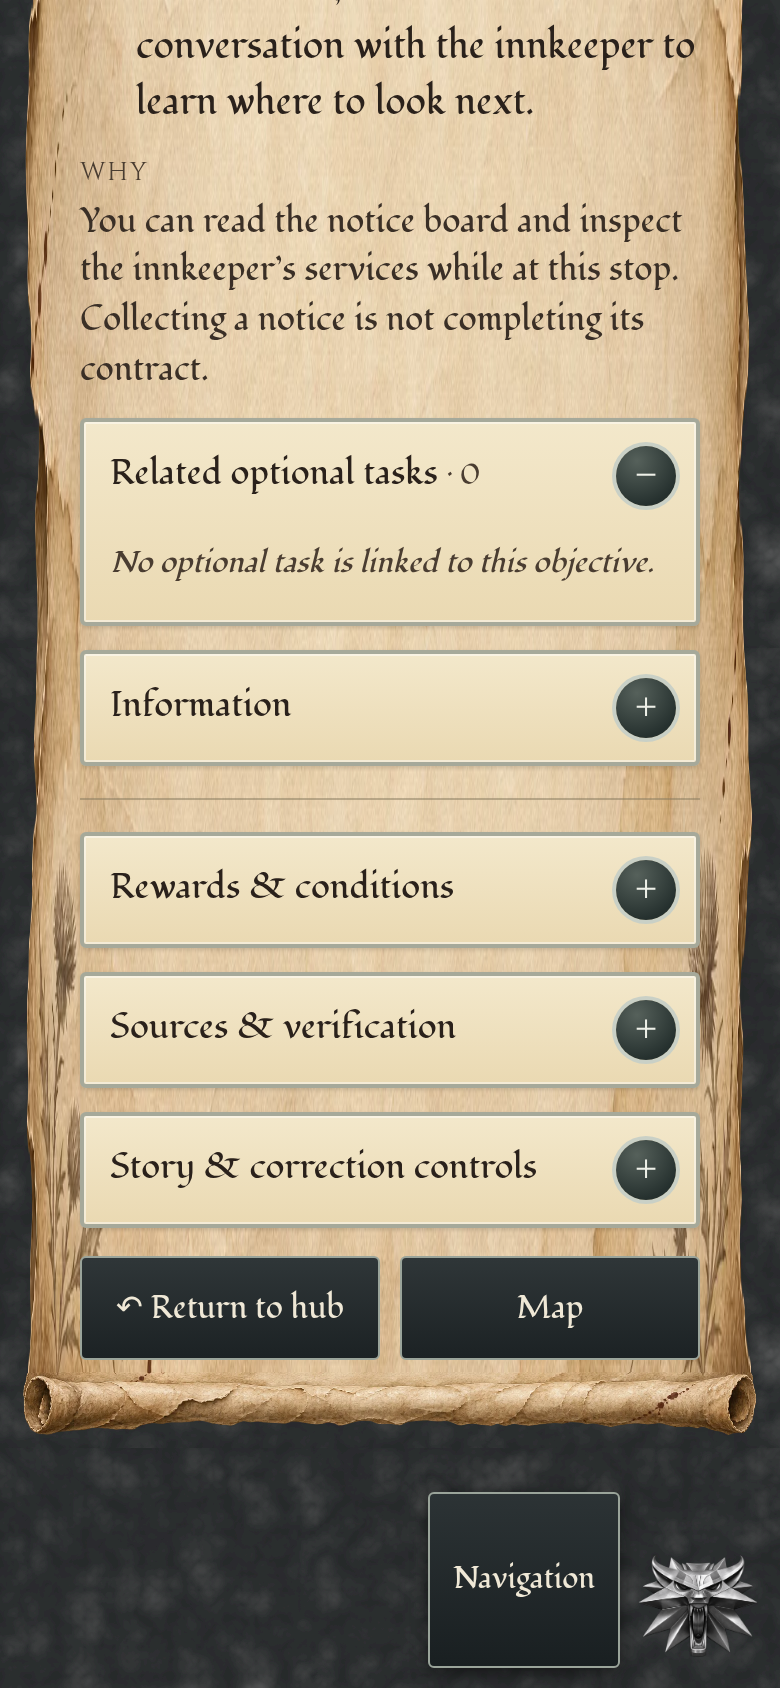 conversation with the innkeeper to
learn where to look next.
WHY
You can read the notice board and inspect
the innkeeper’s services while at this stop.
Collecting a notice is not completing its
contract.
Related optional tasks · 0
No optional task is linked to this objective.
Information
Rewards & conditions
Sources & verification
Story & correction controls
↶ Return to hub
Map
Navigation